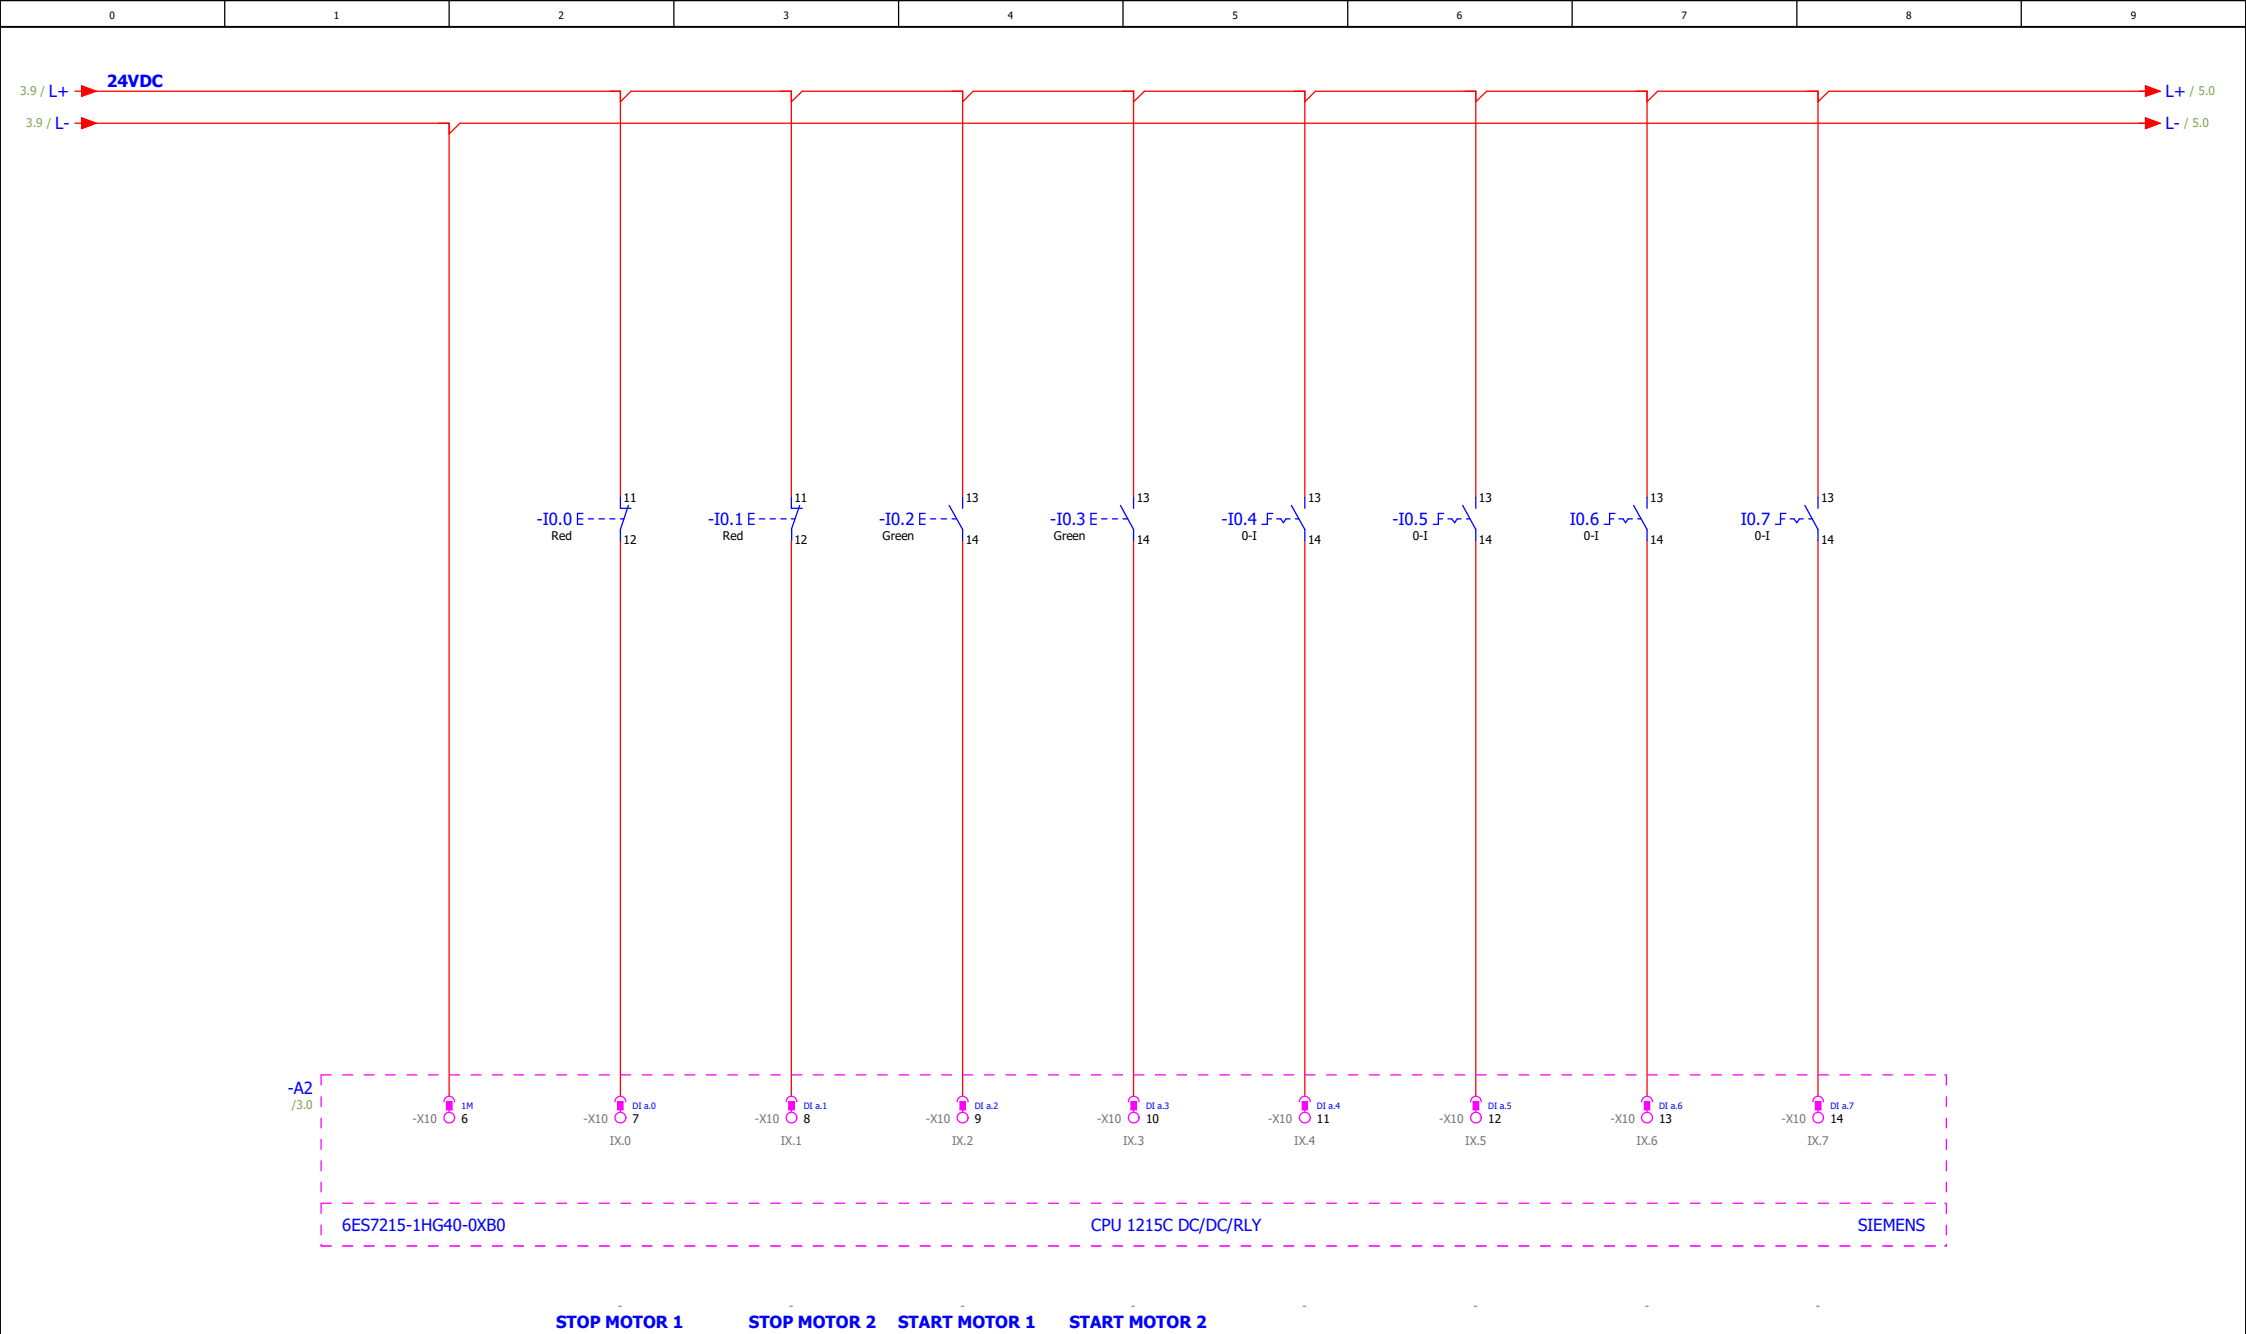 0 1 2 3 4 5 6 7 8 9
24VDC
3.9 / L+ L+ / 5.0
3.9 / L- L- / 5.0
11 11 13 13 13 13 13 13
-I0.0 -I0.1 -I0.2 -I0.3 -I0.4 -I0.5 I0.6 I0.7
Red Red Green Green 0-I 0-I 0-I 0-I
12 12 14 14 14 14 14 14
-A2
/3.0
1M DI a.0 DI a.1 DI a.2 DI a.3 DI a.4 DI a.5 DI a.6 DI a.7
-X10 6 -X10 7 -X10 8 -X10 9 -X10 10 -X10 11 -X10 12 -X10 13 -X10 14
IX.0 IX.1 IX.2 IX.3 IX.4 IX.5 IX.6 IX.7
6ES7215-1HG40-0XB0 CPU 1215C DC/DC/RLY SIEMENS
- - - - - - - -
STOP MOTOR 1 STOP MOTOR 2 START MOTOR 1 START MOTOR 2